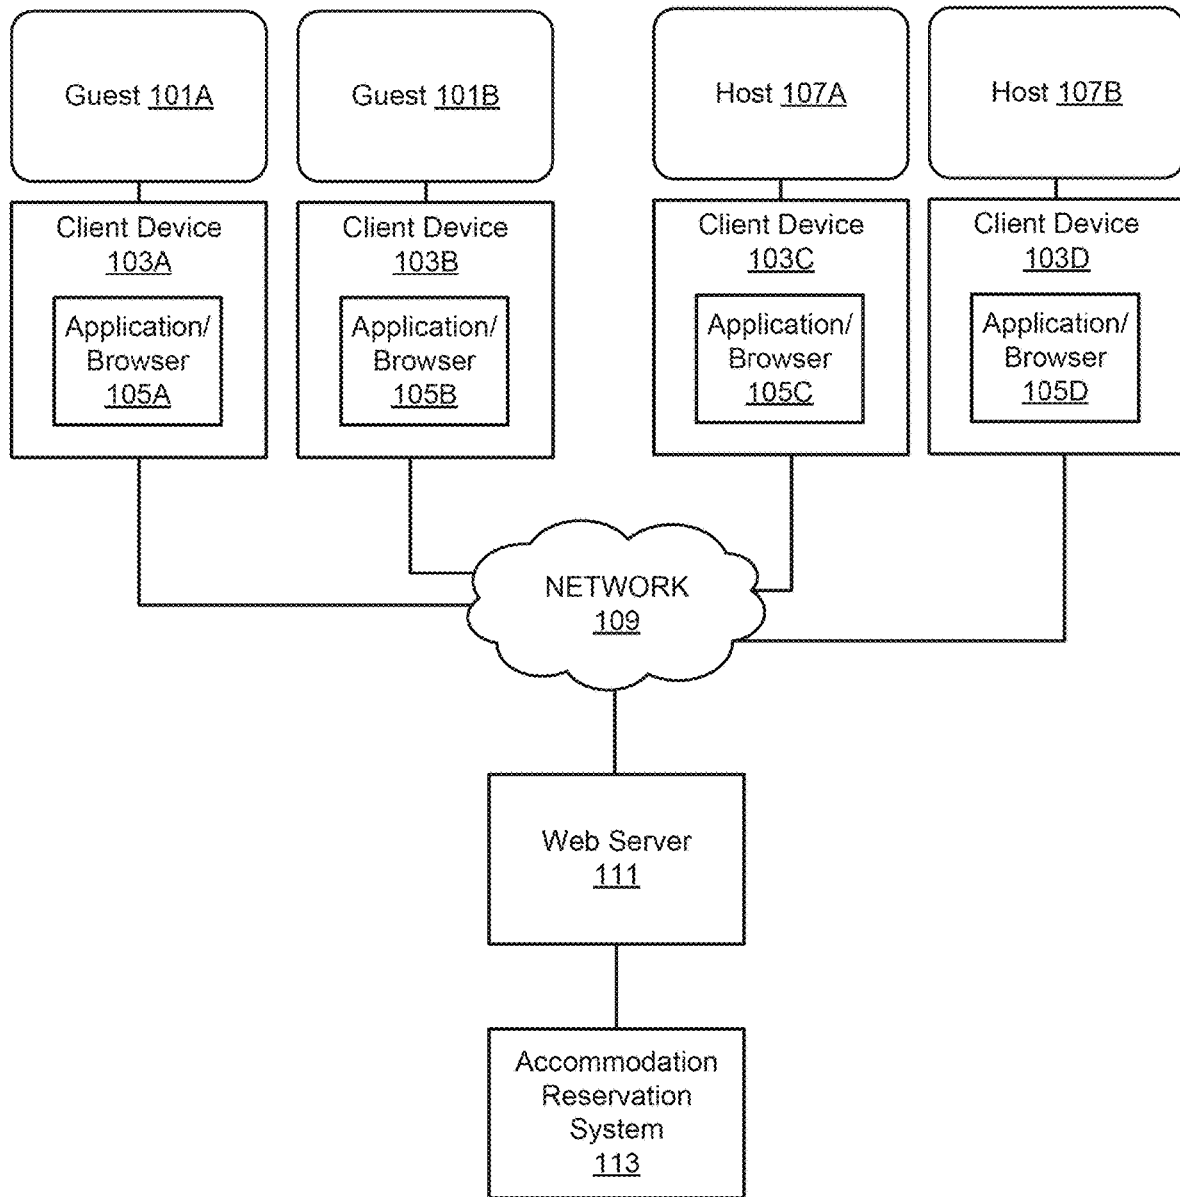 Guest 101A
Guest 101B
Host 107A
Host 107B
Client Device
103A
Application/
Browser
105A
Client Device
103B
Application/
Browser
105B
Client Device
103C
Application/
Browser
105C
Client Device
103D
Application/
Browser
105D
NETWORK
109
Web Server
111
Accommodation
Reservation
System
113